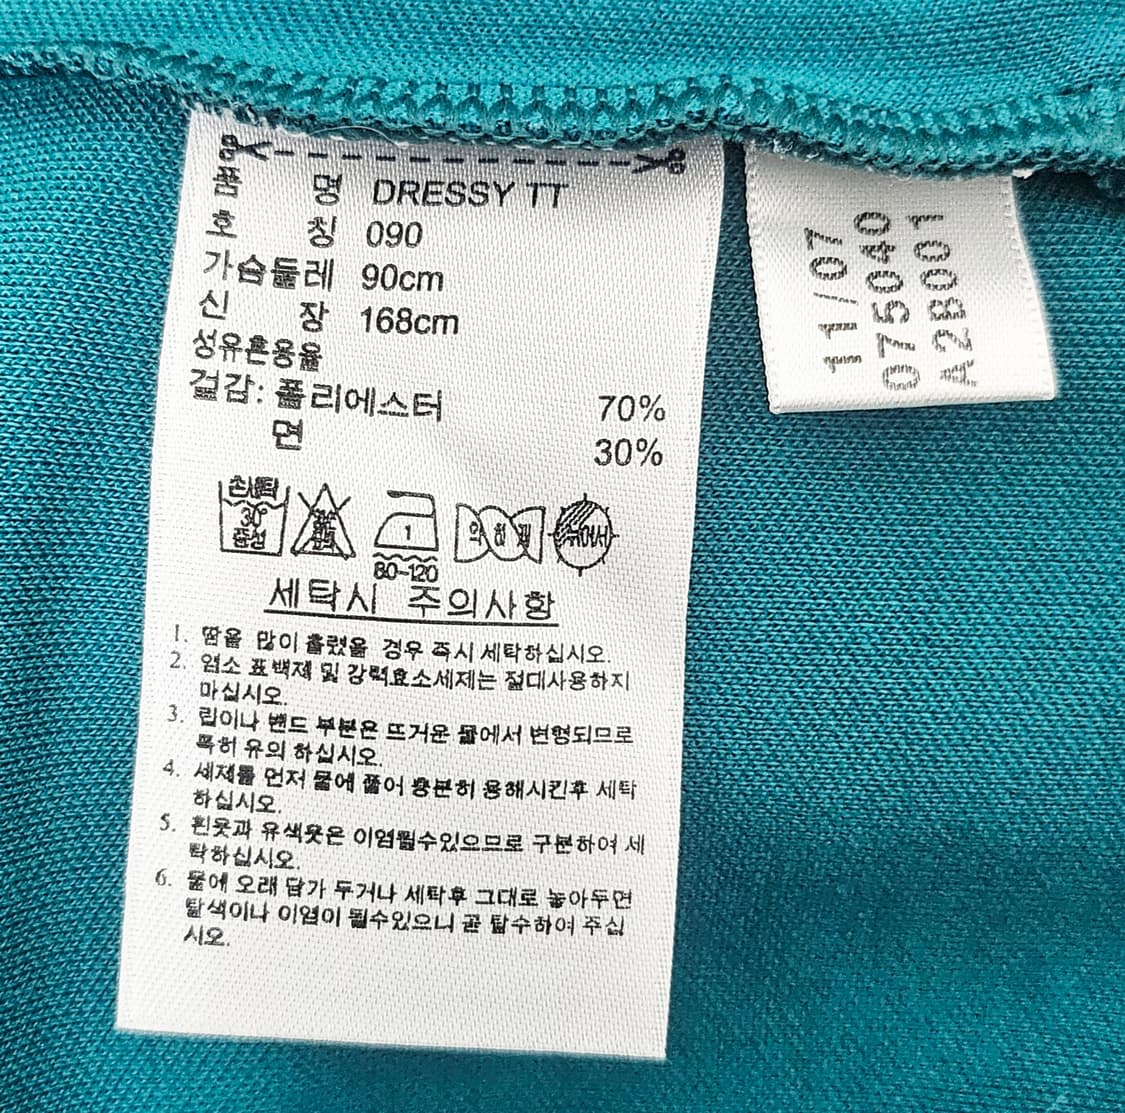 품 명 DRESSY TT
호 칭 090
가슴둘레 90cm
신 장 168cm
성유혼용율
겉감: 폴리에스터 70%
면 30%
손세탁
30°
중성
1
80-120
약하게
뉘어서
세탁시 주의사항
1. 땀을 많이 흘렸을 경우 즉시 세탁하십시오.
2. 염소 표백제 및 강력효소세제는 절대사용하지
마십시오.
3. 립이나 밴드 부분은 뜨거운 물에서 변형되므로
특히 유의 하십시오.
4. 세제를 먼저 물에 풀어 충분히 용해시킨후 세탁
하십시오.
5. 흰옷과 유색옷은 이염될수있으므로 구분하여 세
탁하십시오.
6. 물에 오래 담가 두거나 세탁후 그대로 놓아두면
탈색이나 이염이 될수있으니 곧 탈수하여 주십
시오.
11/07
075040
A2B001